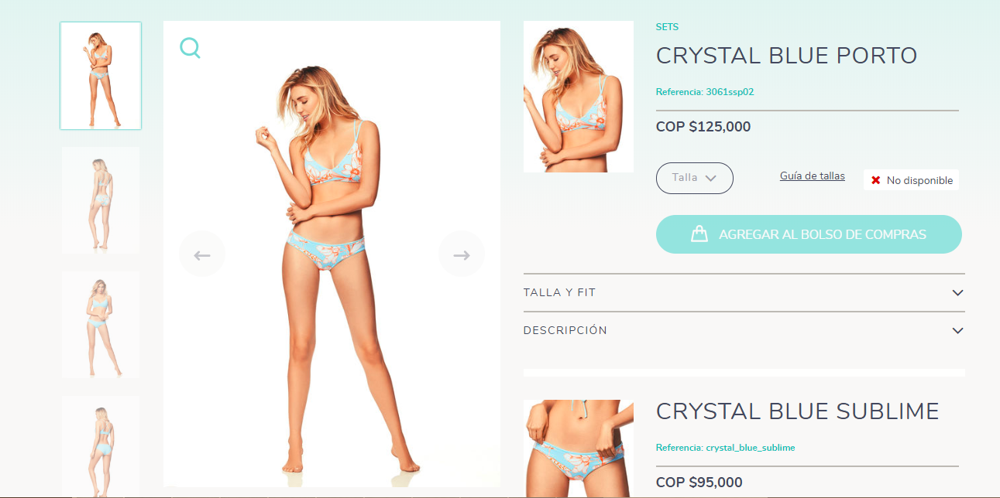 SETS
CRYSTAL BLUE PORTO
Referencia: 3061ssp02
COP $125,000
Talla
Guía de tallas
No disponible
AGREGAR AL BOLSO DE COMPRAS
TALLA Y FIT
DESCRIPCIÓN
CRYSTAL BLUE SUBLIME
Referencia: crystal_blue_sublime
COP $95,000